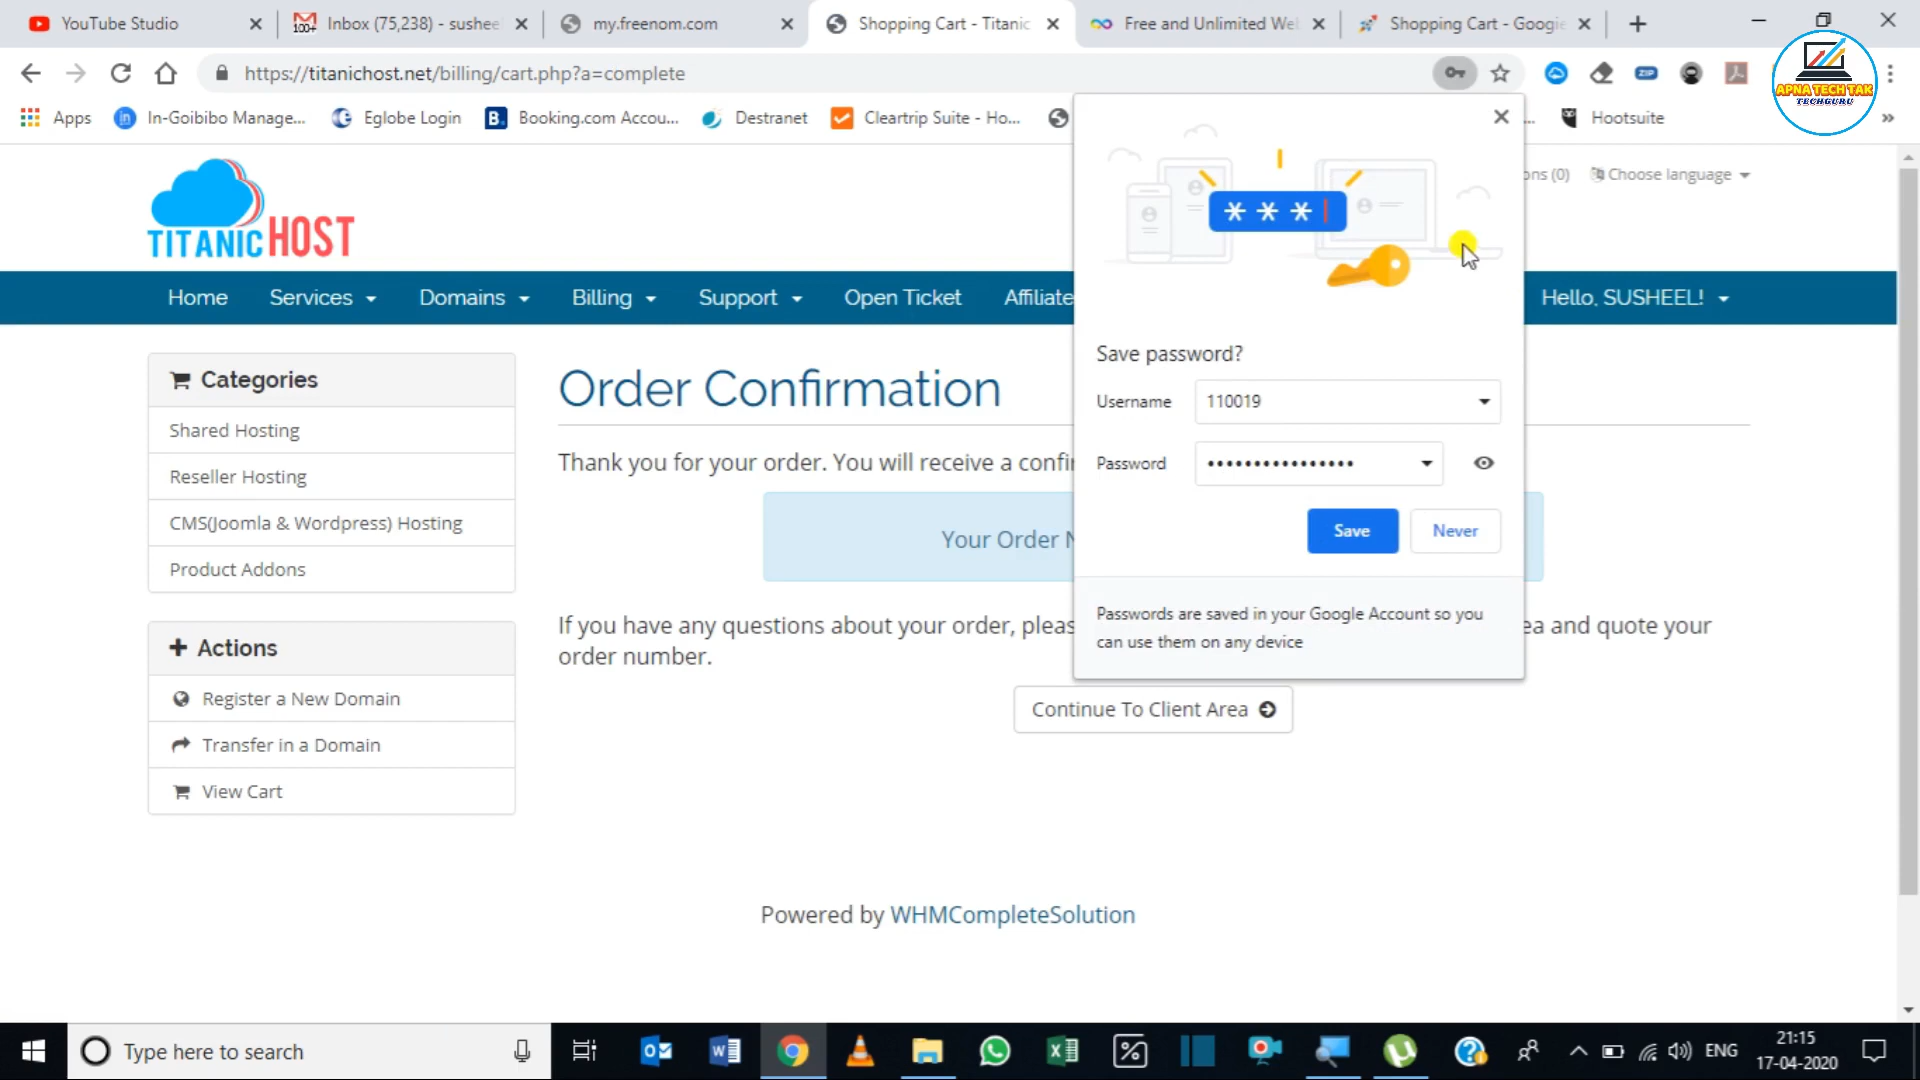 YouTube Studio
Inbox (75,238) - sushee
my.freenom.com
Shopping Cart - Titanic
Free and Unlimited We
Shopping Cart - Google
https://titanichost.net/billing/cart.php?a=complete
ZIP
APNA TECH TAK
TECHGURU
Apps
In-Goibibo Manage...
Eglobe Login
Booking.com Accou...
Destranet
Cleartrip Suite - Ho...
Hootsuite
TITANICHOST
ons (0)
Choose language
Home
Services
Domains
Billing
Support
Open Ticket
Affiliate
Hello, SUSHEEL!
Categories
Shared Hosting
Reseller Hosting
CMS(Joomla & Wordpress) Hosting
Product Addons
Actions
Register a New Domain
Transfer in a Domain
View Cart
Order Confirmation
Thank you for your order. You will receive a confi
Your Order
If you have any questions about your order, pleas
ea and quote your
order number.
Continue To Client Area
Powered by WHMCompleteSolution
***
Save password?
Username 110019
Password ••••••••••••••••
Save
Never
Passwords are saved in your Google Account so you
can use them on any device
Type here to search
ENG
21:15
17-04-2020